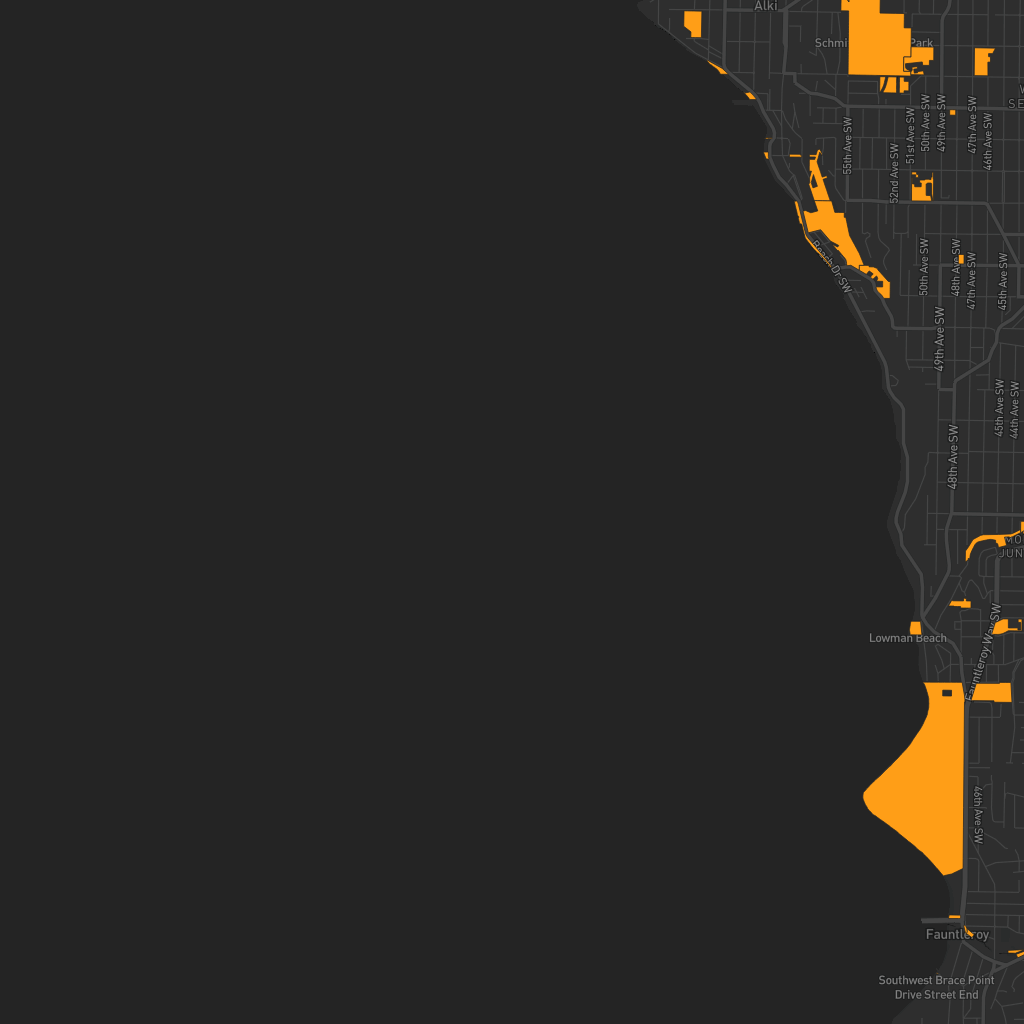 Alki
Schmi Park
SE
55th Ave SW
52nd Ave SW
51st Ave SW
50th Ave SW
49th Ave SW
47th Ave SW
46th Ave SW
Beach Dr SW
50th Ave SW
48th Ave SW
47th Ave SW
45th Ave SW
49th Ave SW
45th Ave SW
44th Ave SW
48th Ave SW
MO
JUN
Fauntleroy Way SW
Lowman Beach
46th Ave SW
Fauntleroy
Southwest Brace Point
Drive Street End